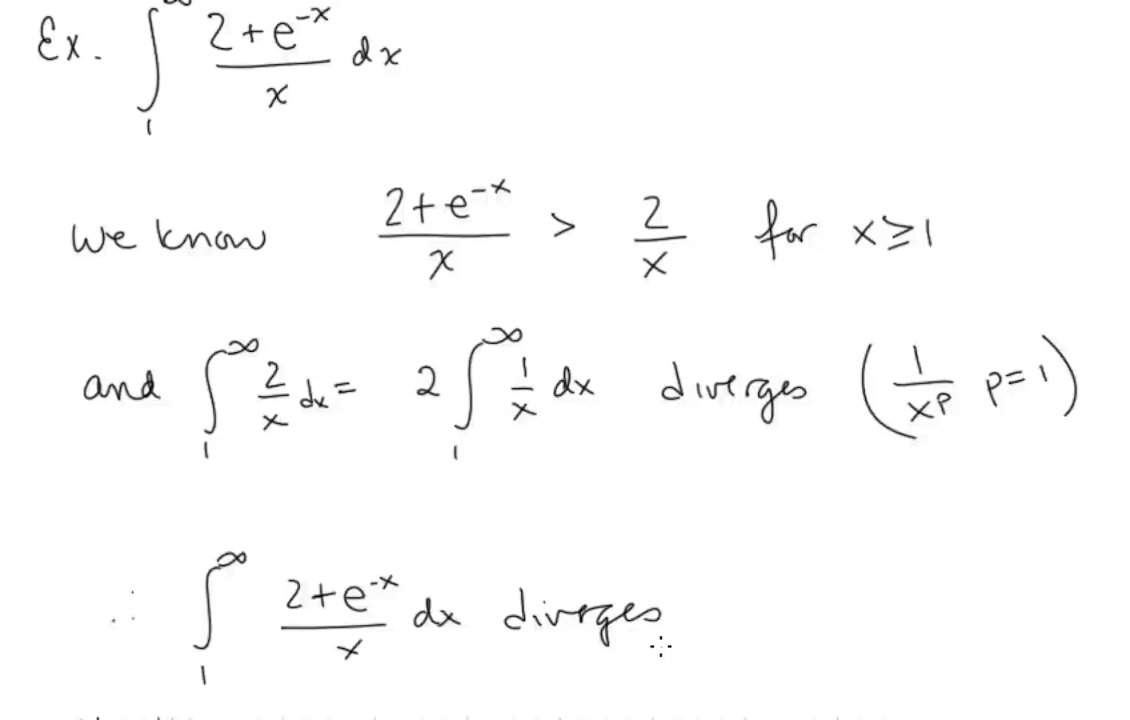 Ex. ∫₁^∞ (2+e^{-x})/x dx
We know (2+e^{-x})/x > 2/x for x≥1
and ∫₁^∞ 2/x dx = 2 ∫₁^∞ 1/x dx diverges (1/x^p p=1)
∴ ∫₁^∞ (2+e^{-x})/x dx diverges